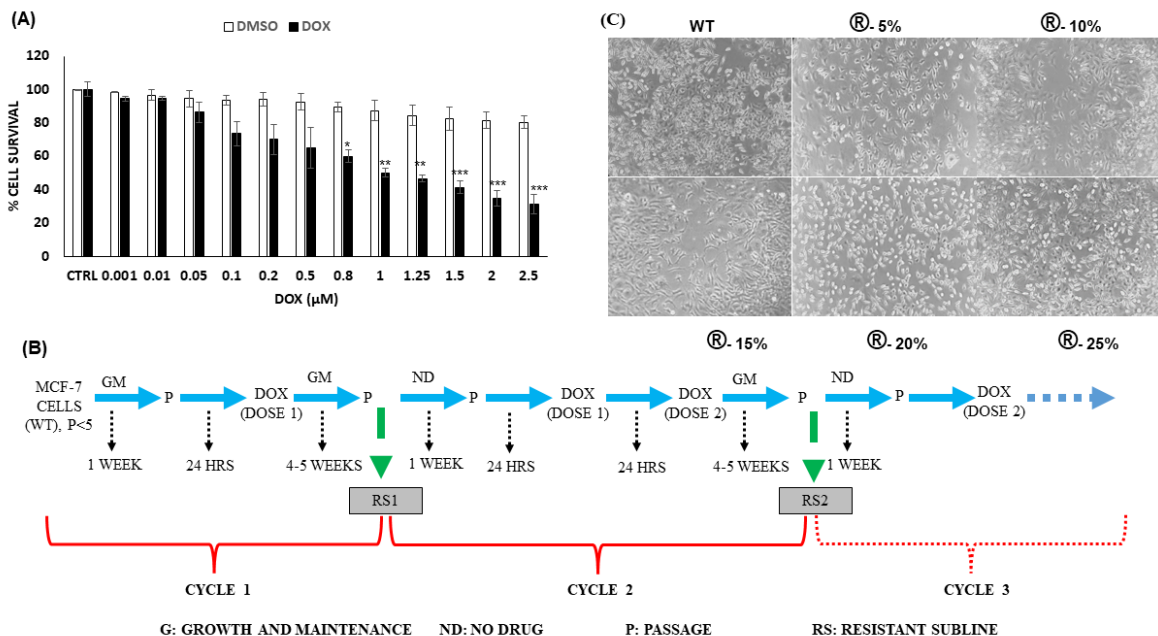 (A)
DMSO DOX
% CELL SURVIVAL
120
100
80
60
40
20
0
* ** ** *** *** ***
CTRL 0.001 0.01 0.05 0.1 0.2 0.5 0.8 1 1.25 1.5 2 2.5
DOX (µM)
(C)
WT Ⓡ- 5% Ⓡ- 10%
Ⓡ- 15% Ⓡ- 20% Ⓡ- 25%
(B)
MCF-7
CELLS
(WT), P<5
GM P DOX
(DOSE 1)
GM P ND P DOX
(DOSE 1)
DOX
(DOSE 2)
GM P ND P DOX
(DOSE 2)
1 WEEK 24 HRS 4-5 WEEKS 1 WEEK 24 HRS 24 HRS 4-5 WEEKS 1 WEEK
RS1 RS2
CYCLE 1 CYCLE 2 CYCLE 3
G: GROWTH AND MAINTENANCE ND: NO DRUG P: PASSAGE RS: RESISTANT SUBLINE